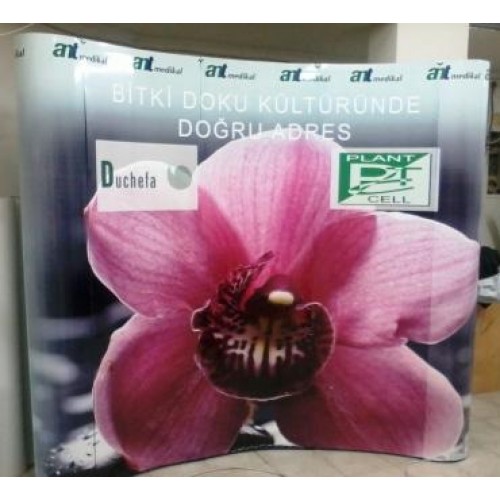 ant medikal ant medikal ant medikal ant medikal ant medikal ant medikal
BİTKİ DOKU KÜLTÜRÜNDE
DOĞRU ADRES
Duchefa
PLANT
PCT
CELL